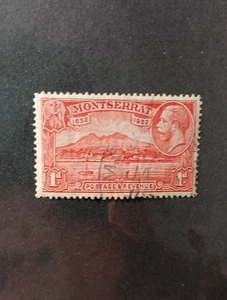 MONTSERRAT
1632 1932
1d 1d
POSTAGE & REVENUE